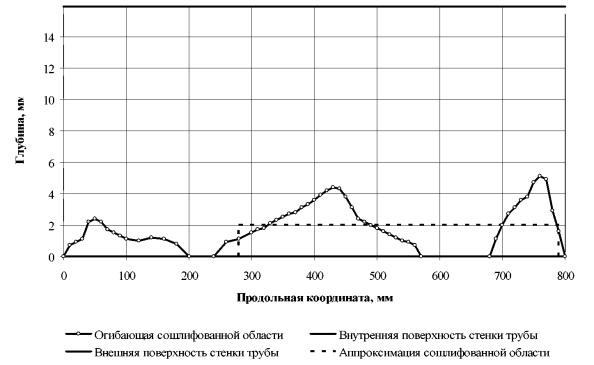 14
12
10
8
6
4
2
0
Глубина, мм
0 100 200 300 400 500 600 700 800
Продольная координата, мм
Огибающая сошлифованной области
Внутренняя поверхность стенки трубы
Внешняя поверхность стенки трубы
Аппроксимация сошлифованной области